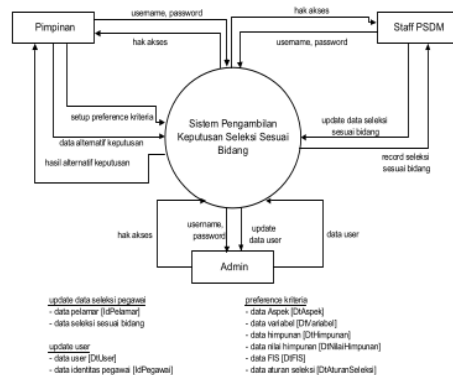 username, password
hak akses
Pimpinan
hak akses
Staff PSDM
username, password
setup preference kriteria
data alternatif keputusan
hasil alternatif keputusan
Sistem Pengambilan
Keputusan Seleksi Sesuai
Bidang
update data seleksi
sesuai bidang
record seleksi
sesuai bidang
hak akses
username,
password
update
data user
data user
Admin
update data seleksi pegawai
- data pelamar [IdPelamar]
- data seleksi sesuai bidang
update user
- data user [DtUser]
- data identitas pegawai [IdPegawai]
preference kriteria
- data Aspek [DtAspek]
- data variabel [DtVariabel]
- data himpunan [DtHimpunan]
- data nilai himpunan [DtNilaiHimpunan]
- data FIS [DtFIS]
- data aturan seleksi [DtAturanSeleksi]